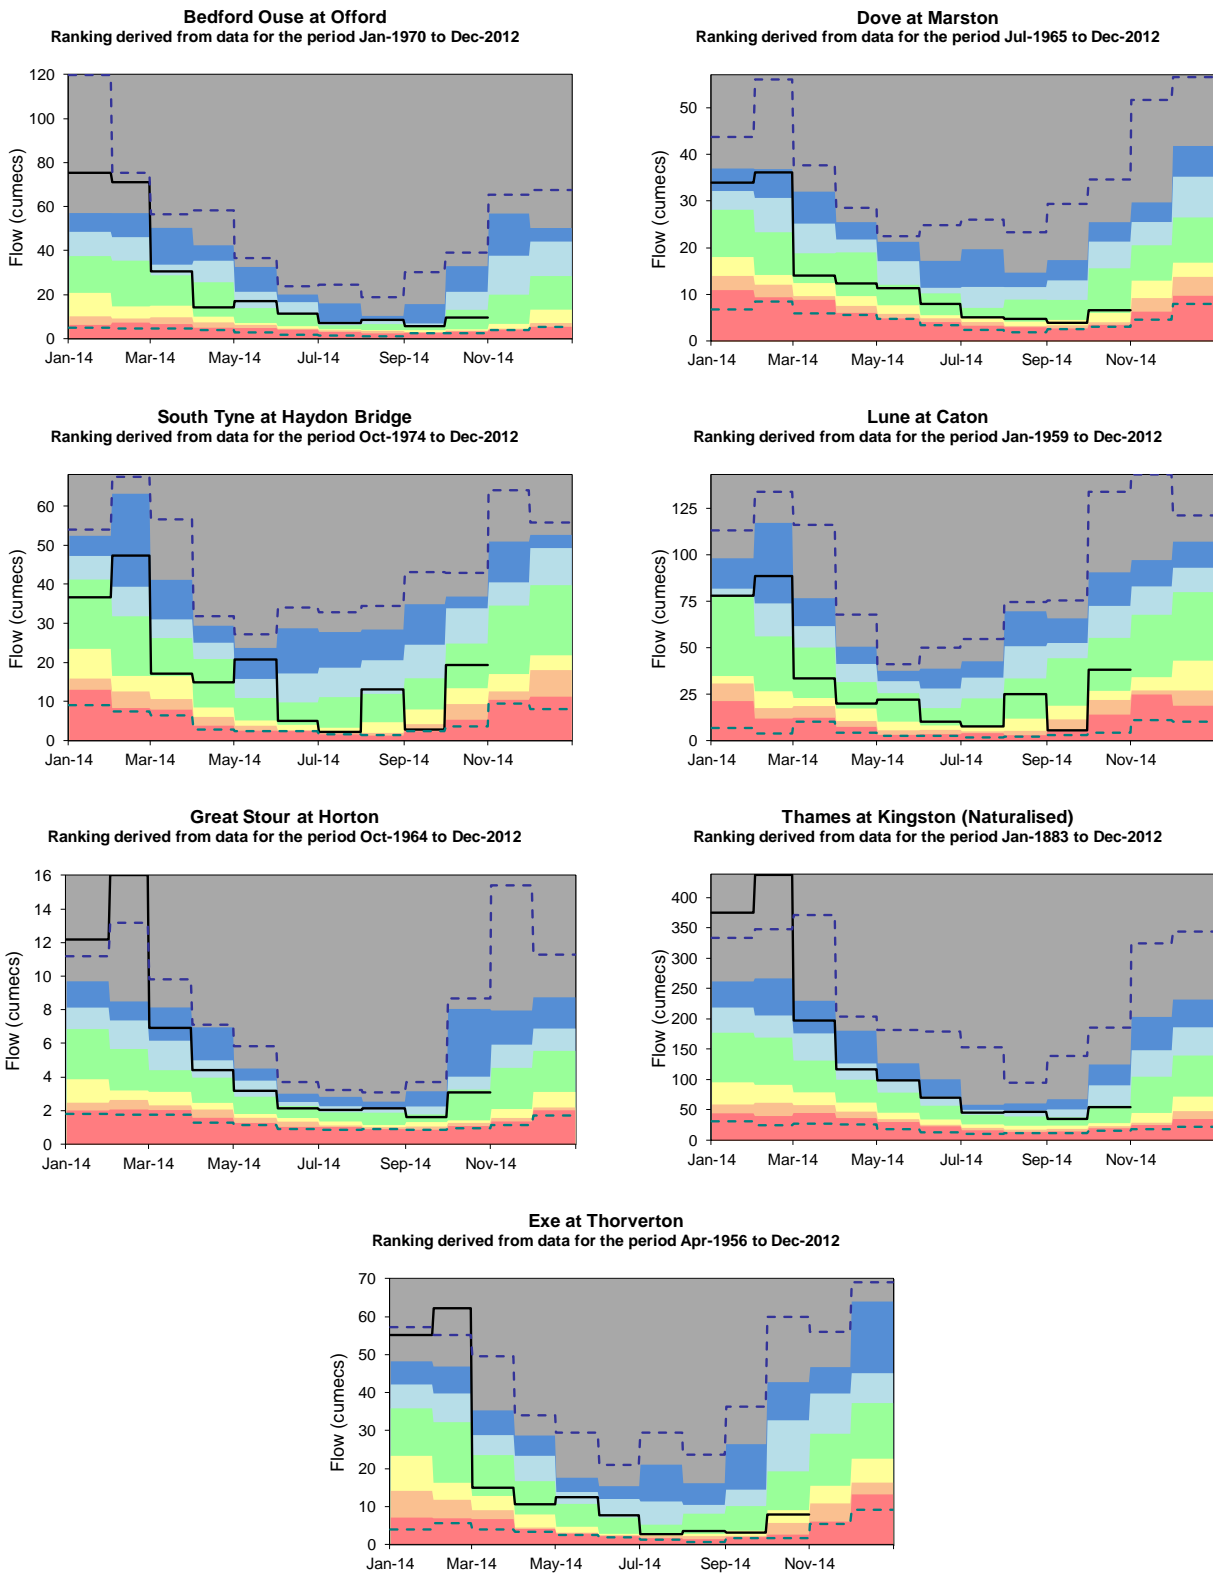 Bedford Ouse at Offord
Ranking derived from data for the period Jan-1970 to Dec-2012
Flow (cumecs)
120
100
80
60
40
20
0
Jan-14 Mar-14 May-14 Jul-14 Sep-14 Nov-14
Dove at Marston
Ranking derived from data for the period Jul-1965 to Dec-2012
Flow (cumecs)
50
40
30
20
10
0
Jan-14 Mar-14 May-14 Jul-14 Sep-14 Nov-14
South Tyne at Haydon Bridge
Ranking derived from data for the period Oct-1974 to Dec-2012
Flow (cumecs)
60
50
40
30
20
10
0
Jan-14 Mar-14 May-14 Jul-14 Sep-14 Nov-14
Lune at Caton
Ranking derived from data for the period Jan-1959 to Dec-2012
Flow (cumecs)
125
100
75
50
25
0
Jan-14 Mar-14 May-14 Jul-14 Sep-14 Nov-14
Great Stour at Horton
Ranking derived from data for the period Oct-1964 to Dec-2012
Flow (cumecs)
16
14
12
10
8
6
4
2
0
Jan-14 Mar-14 May-14 Jul-14 Sep-14 Nov-14
Thames at Kingston (Naturalised)
Ranking derived from data for the period Jan-1883 to Dec-2012
Flow (cumecs)
400
350
300
250
200
150
100
50
0
Jan-14 Mar-14 May-14 Jul-14 Sep-14 Nov-14
Exe at Thorverton
Ranking derived from data for the period Apr-1956 to Dec-2012
Flow (cumecs)
70
60
50
40
30
20
10
0
Jan-14 Mar-14 May-14 Jul-14 Sep-14 Nov-14